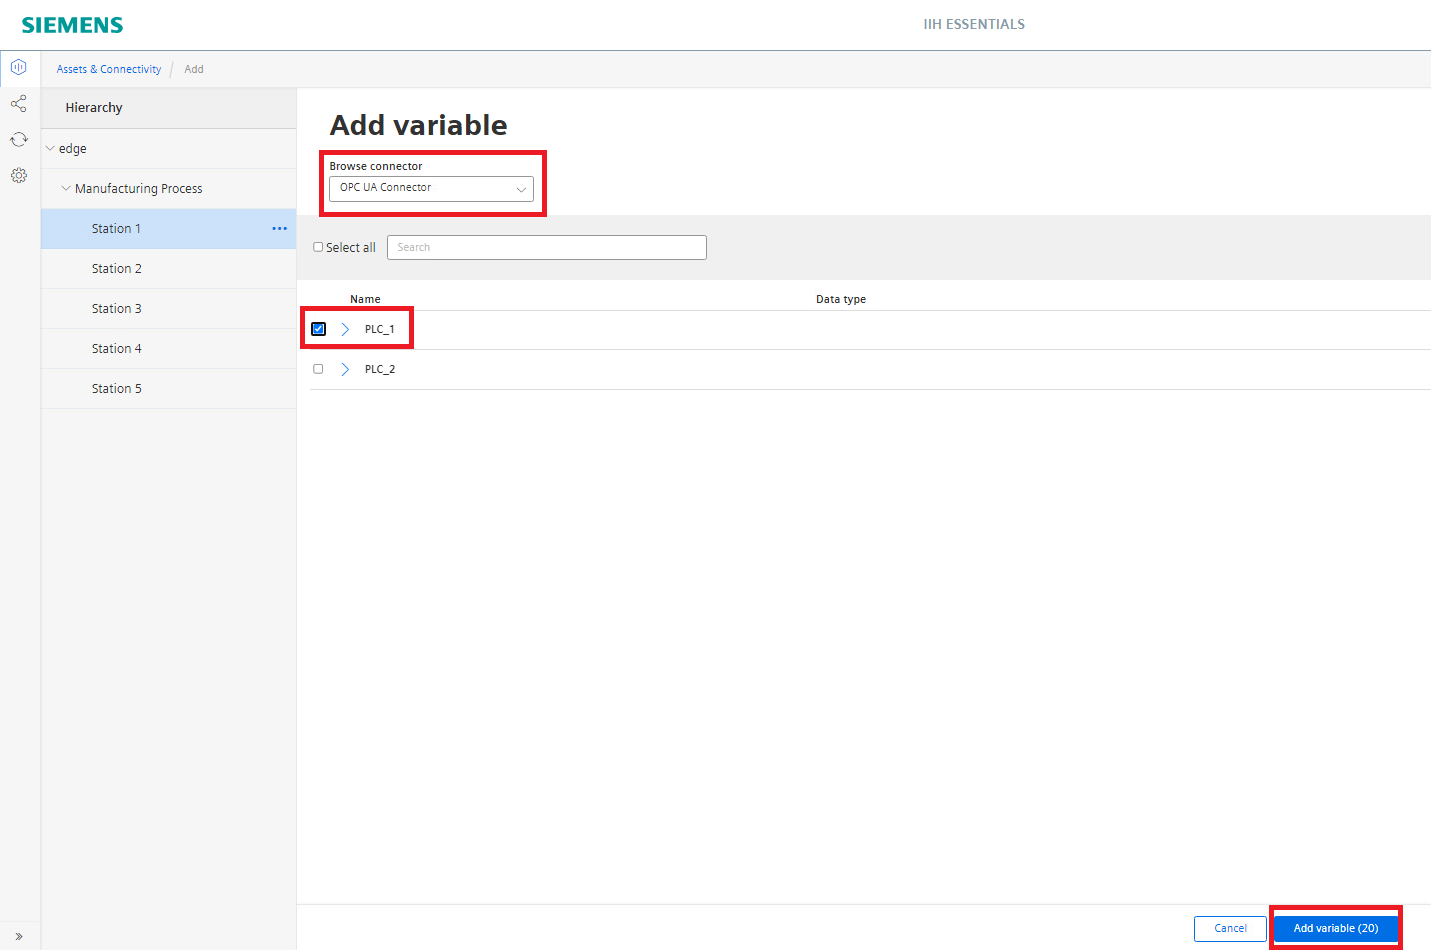 SIEMENS
IIH ESSENTIALS
Assets & Connectivity / Add
Hierarchy
edge
Manufacturing Process
Station 1
Station 2
Station 3
Station 4
Station 5
Add variable
Browse connector
OPC UA Connector
Select all
Search
Name Data type
PLC_1
PLC_2
Cancel
Add variable (20)